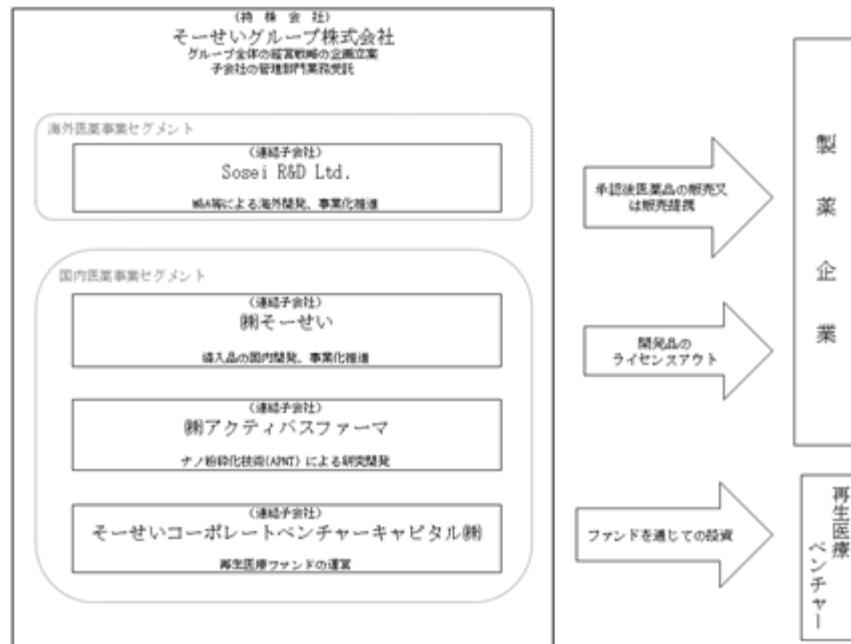 (持 株 会 社)
そーせいグループ株式会社
グループ全体の経営戦略の企画立案
子会社の管理部門業務受託
海外医薬事業セグメント
(連結子会社)
Sosei R&D Ltd.
M&A等による海外開発、事業化推進
国内医薬事業セグメント
(連結子会社)
㈱そーせい
導入品の国内開発、事業化推進
(連結子会社)
㈱アクティバスファーマ
ナノ粉砕化技術(APNT)による研究開発
(連結子会社)
そーせいコーポレートベンチャーキャピタル㈱
再生医療ファンドの運営
承認後医薬品の販売又
は販売提携
開発品の
ライセンスアウト
ファンドを通じての投資
製薬企業
再生医療
ベンチャー